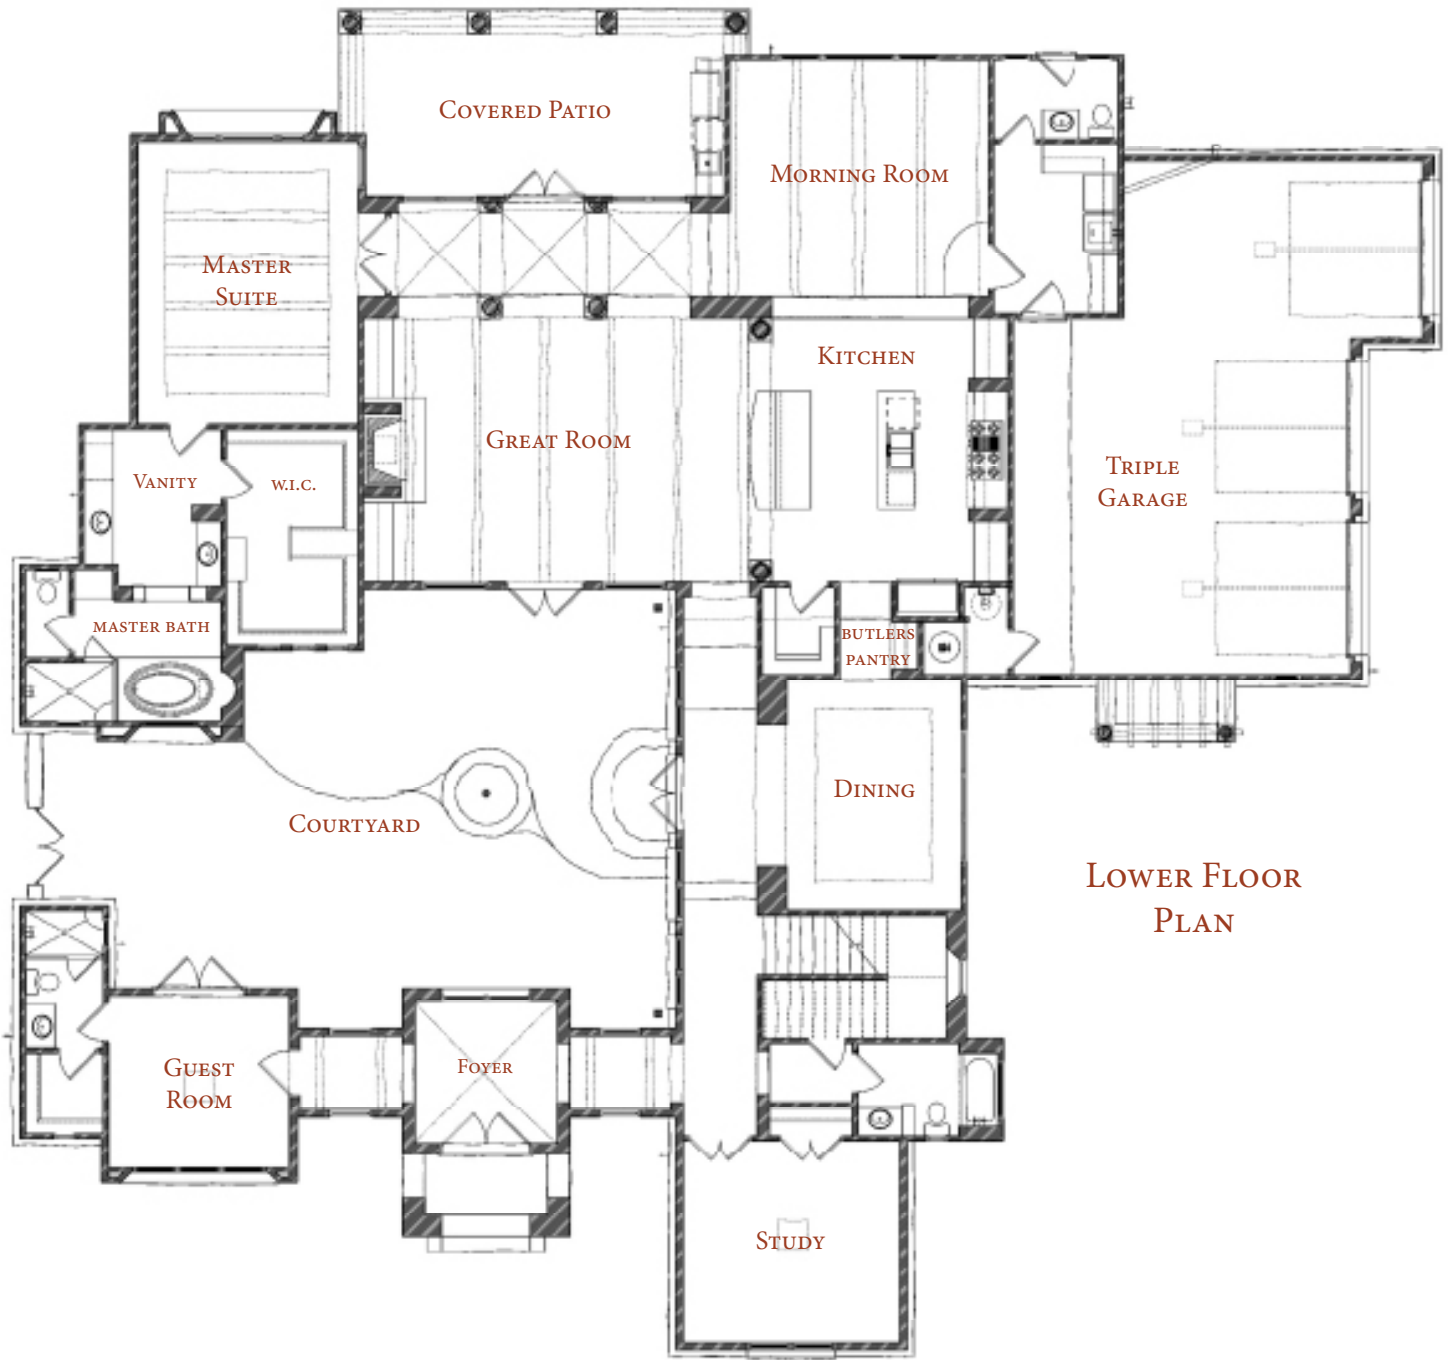 Covered Patio
Morning Room
Master
Suite
Kitchen
Great Room
Triple
Garage
Vanity
w.i.c.
master bath
butlers
pantry
Dining
Courtyard
Lower Floor
Plan
Guest
Room
Foyer
Study